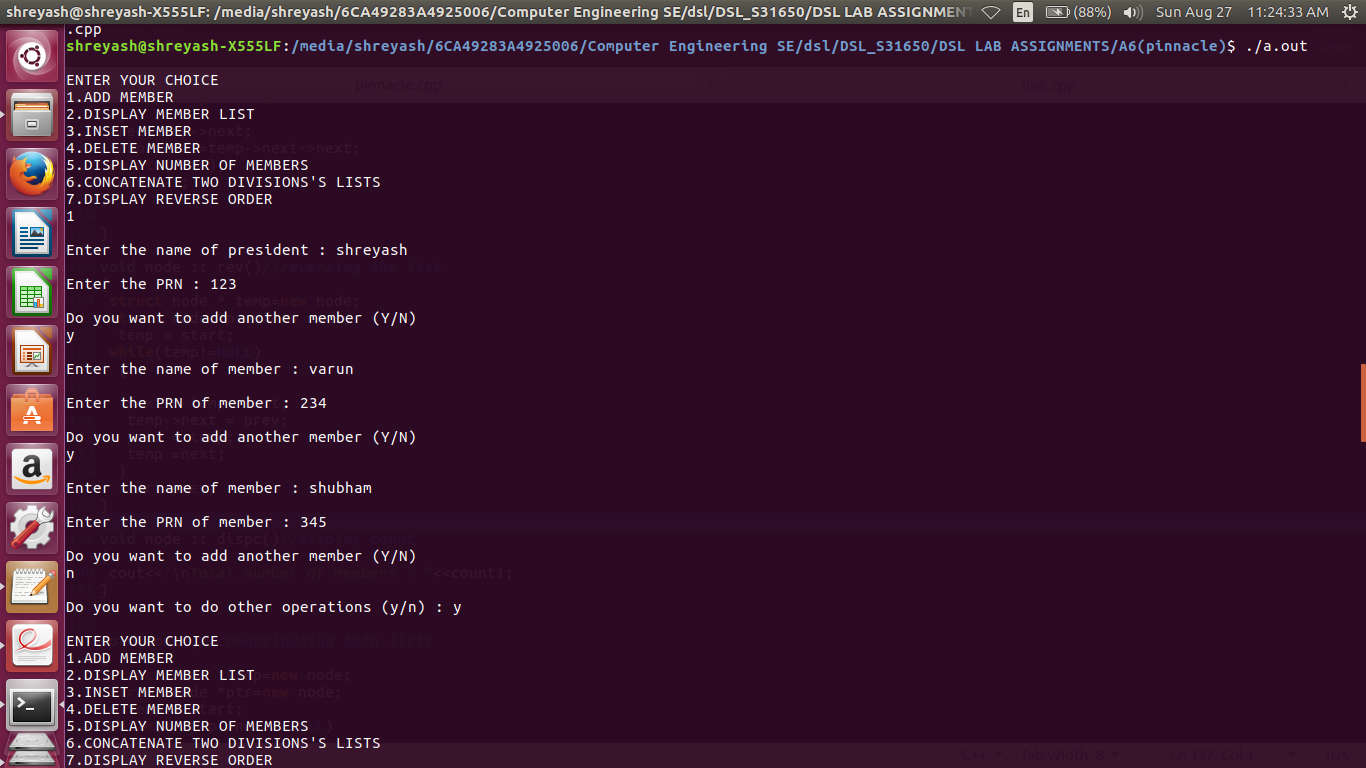 shreyash@shreyash-X555LF: /media/shreyash/6CA49283A4925006/Computer Engineering SE/dsl/DSL_S31650/DSL LAB ASSIGNMENT
En (88%) Sun Aug 27 11:24:33 AM
.cpp
shreyash@shreyash-X555LF:/media/shreyash/6CA49283A4925006/Computer Engineering SE/dsl/DSL_S31650/DSL LAB ASSIGNMENTS/A6(pinnacle)$ ./a.out
ENTER YOUR CHOICE
1.ADD MEMBER
2.DISPLAY MEMBER LIST
3.INSET MEMBER
4.DELETE MEMBER
5.DISPLAY NUMBER OF MEMBERS
6.CONCATENATE TWO DIVISIONS'S LISTS
7.DISPLAY REVERSE ORDER
1
Enter the name of president : shreyash
Enter the PRN : 123
Do you want to add another member (Y/N)
y
Enter the name of member : varun
Enter the PRN of member : 234
Do you want to add another member (Y/N)
y
Enter the name of member : shubham
Enter the PRN of member : 345
Do you want to add another member (Y/N)
n
Do you want to do other operations (y/n) : y
ENTER YOUR CHOICE
1.ADD MEMBER
2.DISPLAY MEMBER LIST
3.INSET MEMBER
4.DELETE MEMBER
5.DISPLAY NUMBER OF MEMBERS
6.CONCATENATE TWO DIVISIONS'S LISTS
7.DISPLAY REVERSE ORDER